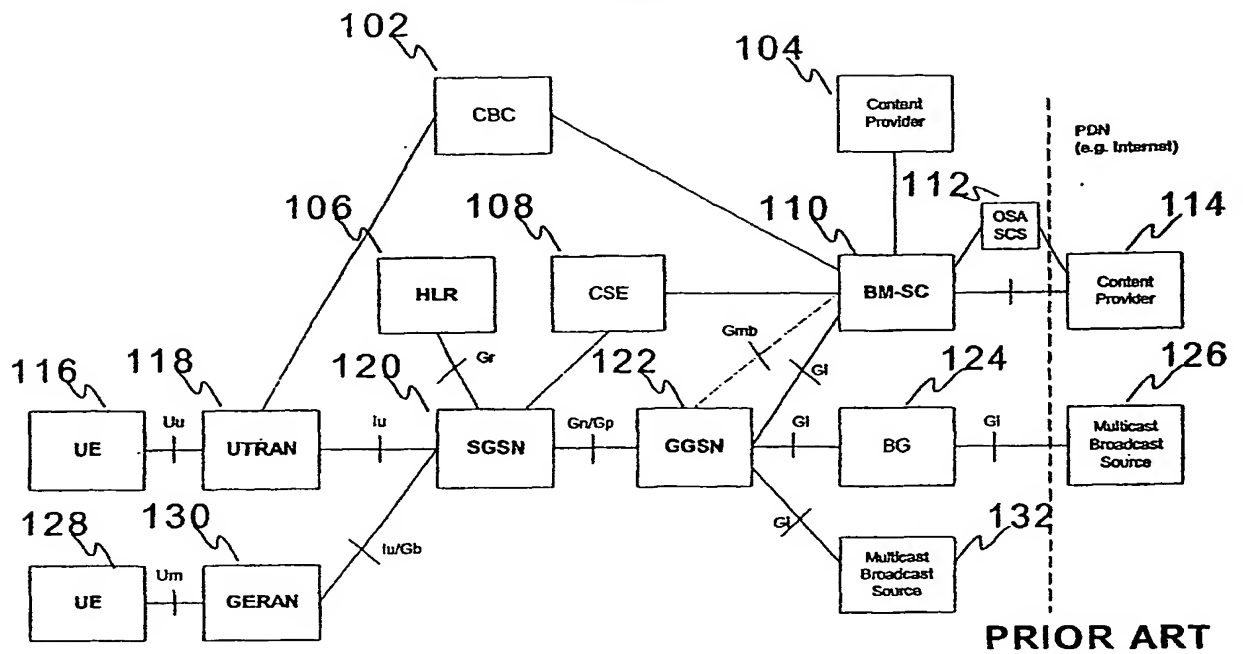 102
CBC
104
Content
Provider
PDN
(e.g. Internet)
106
HLR
108
CSE
110
BM-SC
112
OSA
SCS
114
Content
Provider
Gr
Gmb
Gi
116
UE
Uu
118
UTRAN
Iu
120
SGSN
Gn/Gp
122
GGSN
Gi
124
BG
Gi
126
Multicast
Broadcast
Source
128
UE
Um
130
GERAN
Iu/Gb
Gi
132
Multicast
Broadcast
Source
PRIOR ART